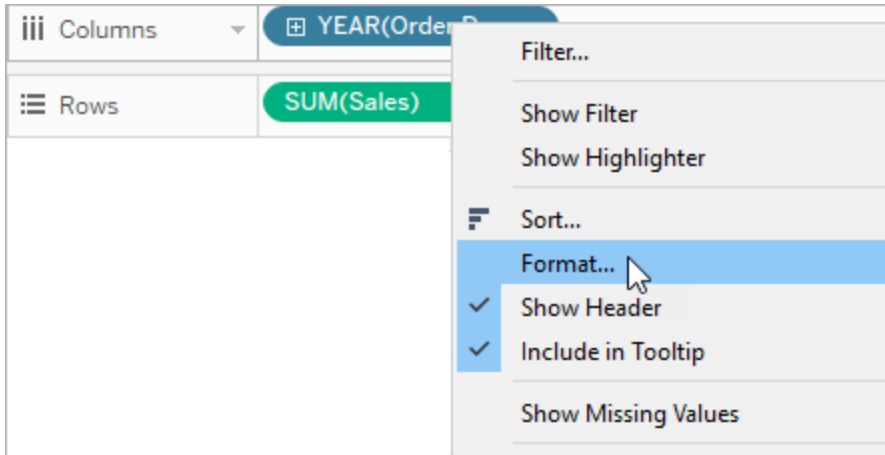 Columns
YEAR(Order
Filter...
Rows
SUM(Sales)
Show Filter
Show Highlighter
Sort...
Format...
Show Header
Include in Tooltip
Show Missing Values